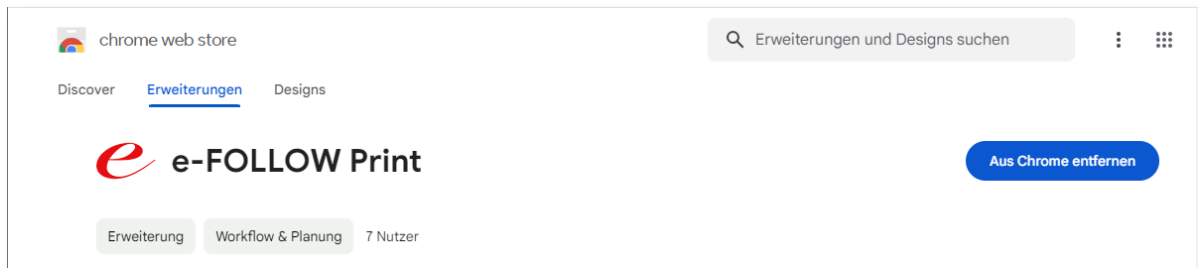 chrome web store
Erweiterungen und Designs suchen
Discover Erweiterungen Designs
e e-FOLLOW Print
Aus Chrome entfernen
Erweiterung Workflow & Planung 7 Nutzer